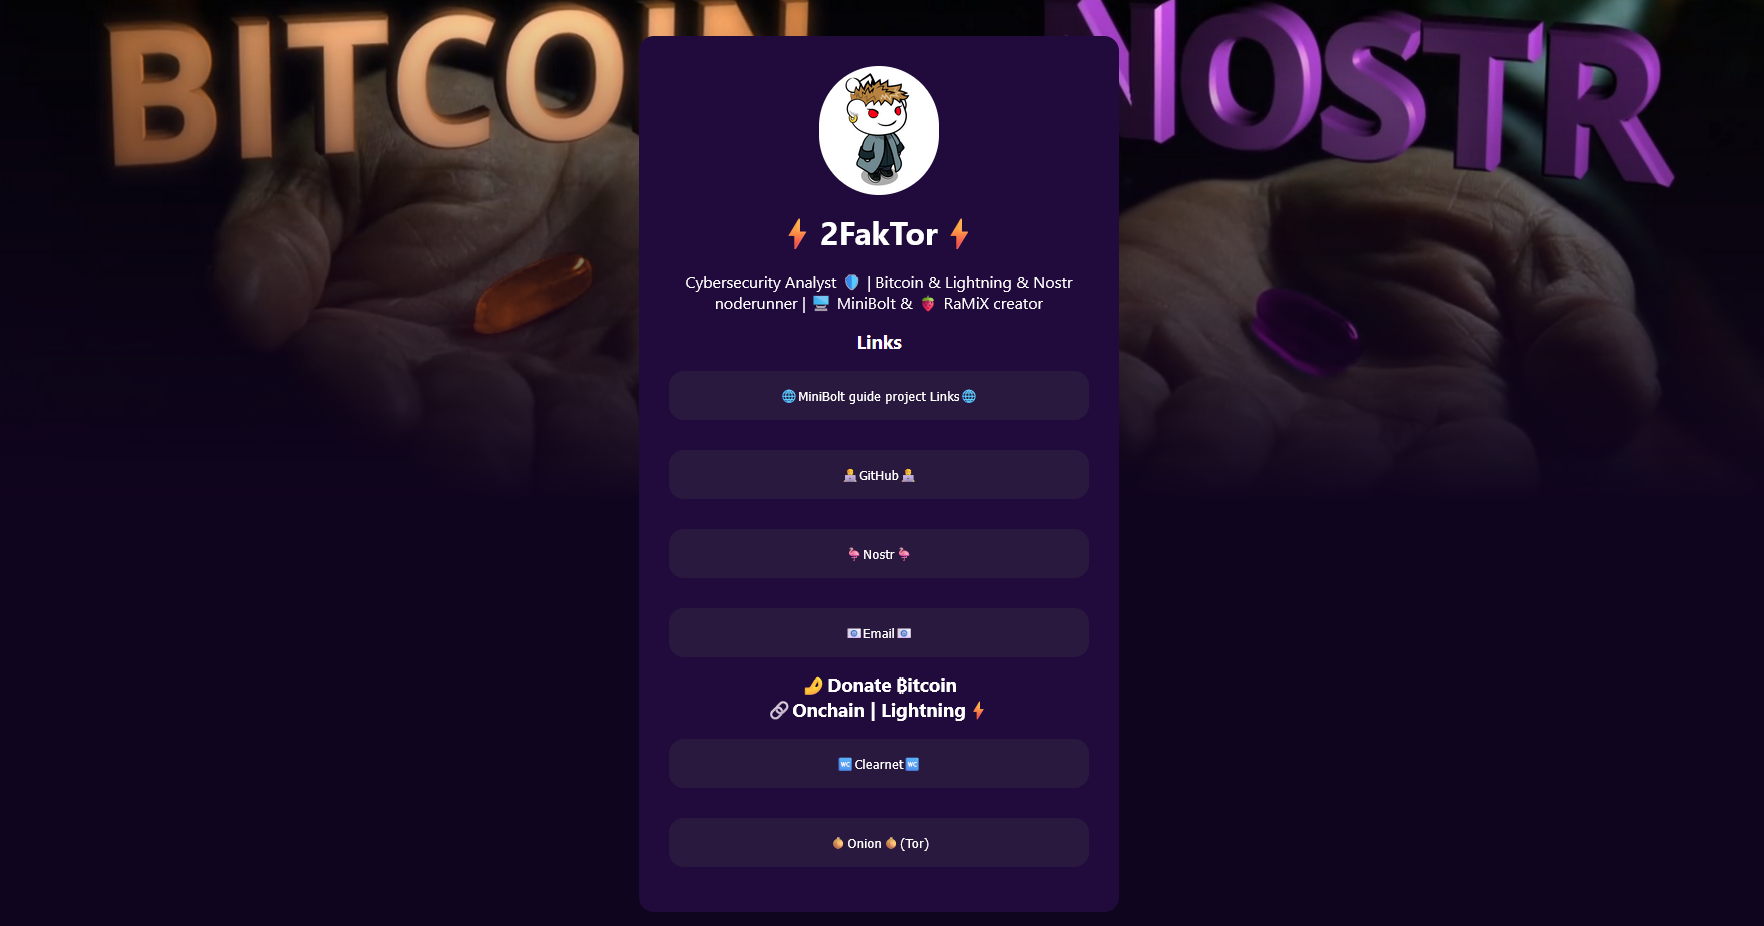 BITCOIN NOSTR
⚡ 2FakTor ⚡
Cybersecurity Analyst 🛡️ | Bitcoin & Lightning & Nostr
noderunner | 🖥️ MiniBolt & 🍓 RaMiX creator
Links
🌐MiniBolt guide project Links🌐
🧑‍💻GitHub🧑‍💻
🦩Nostr🦩
📧Email📧
🤌Donate ₿itcoin
🔗Onchain | Lightning⚡
🚾Clearnet🚾
🧅Onion🧅(Tor)